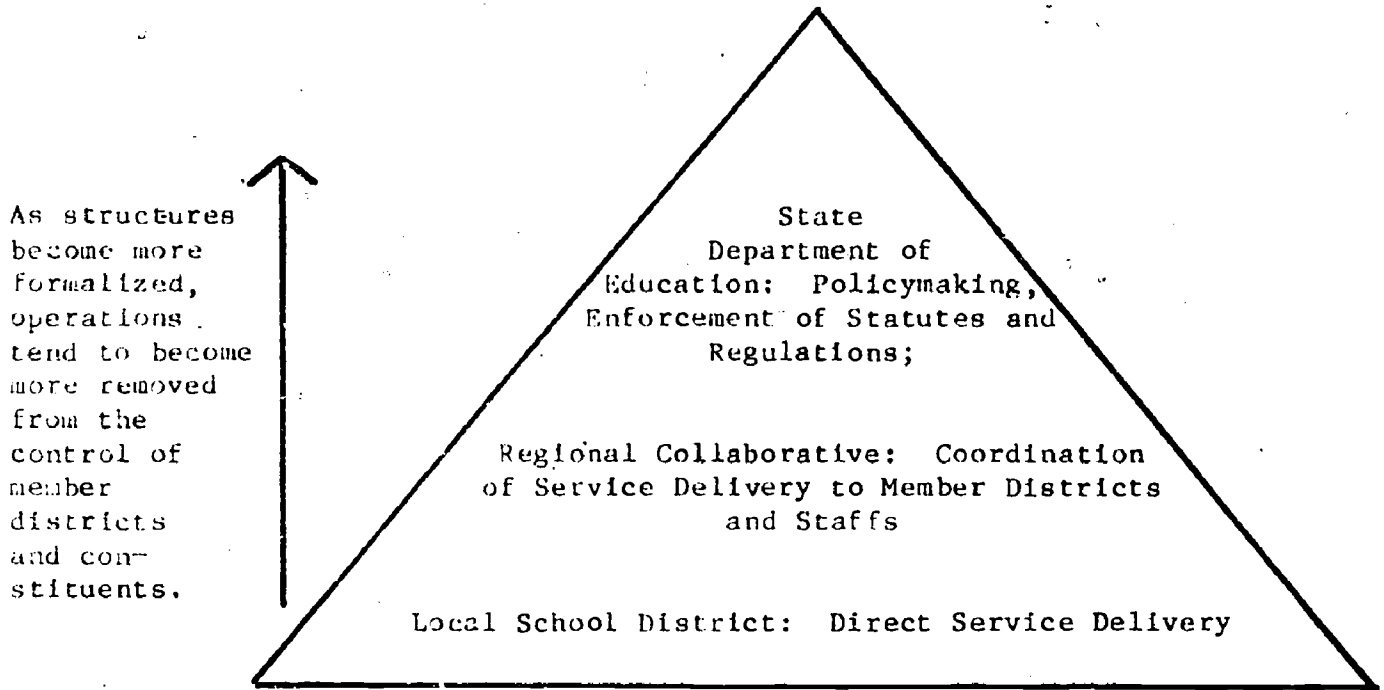 As structures
become more
formalized,
operations
tend to become
more removed
from the
control of
member
districts
and con-
stituents.
State
Department of
Education: Policymaking,
Enforcement of Statutes and
Regulations;
Regional Collaborative: Coordination
of Service Delivery to Member Districts
and Staffs
Local School District: Direct Service Delivery